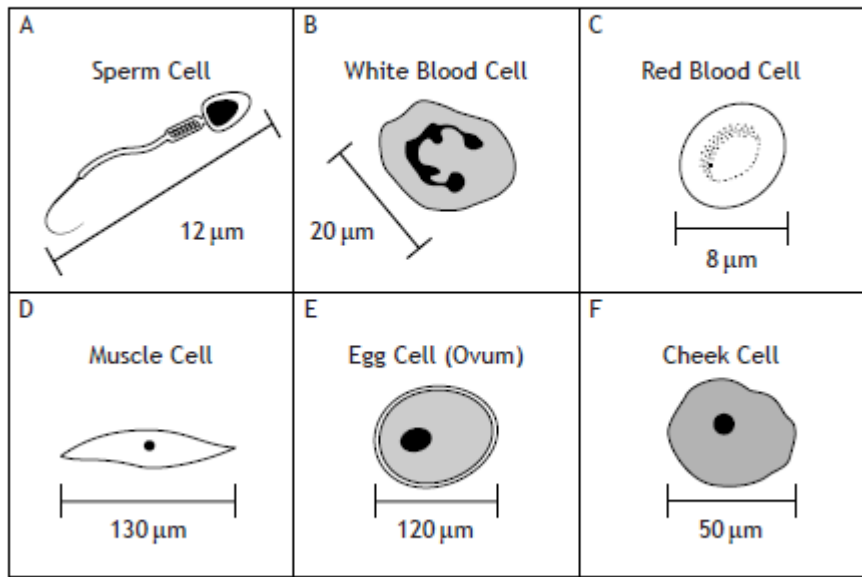 A
Sperm Cell
12 μm
B
White Blood Cell
20 μm
C
Red Blood Cell
8 μm
D
Muscle Cell
130 μm
E
Egg Cell (Ovum)
120 μm
F
Cheek Cell
50 μm